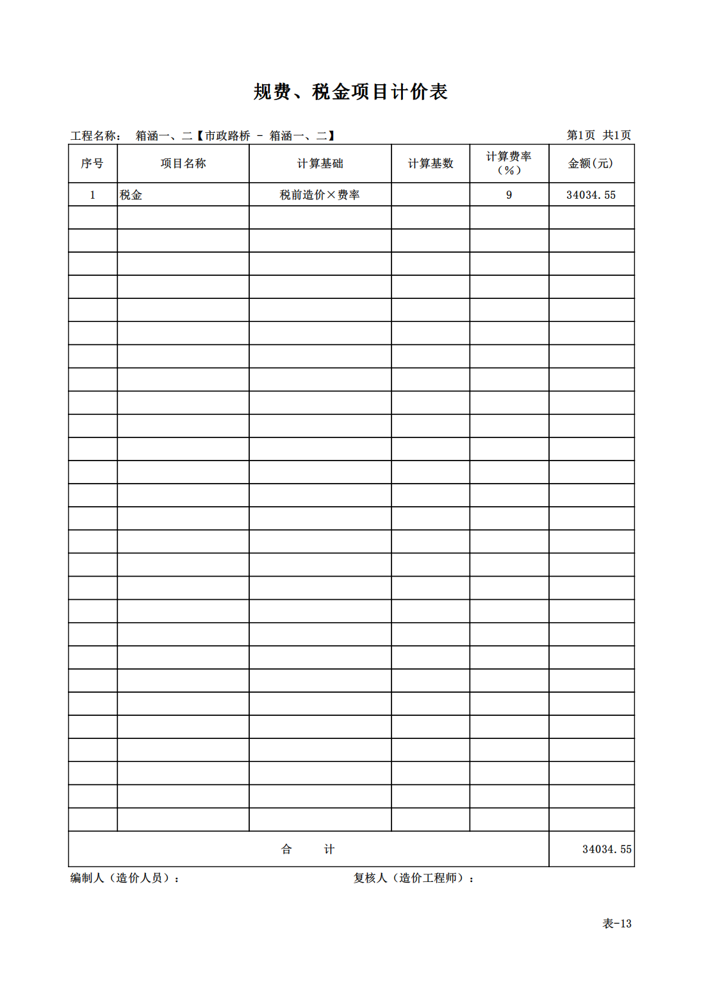 规费、税金项目计价表
工程名称： 箱涵一、二【市政路桥 - 箱涵一、二】 第1页 共1页
序号 项目名称 计算基础 计算基数 计算费率（%） 金额(元)
1 税金 税前造价×费率 9 34034.55
合 计 34034.55
编制人（造价人员）： 复核人（造价工程师）：
表-13